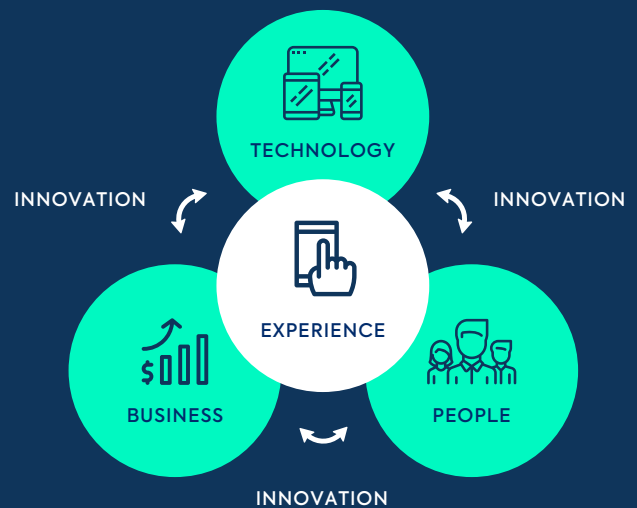 TECHNOLOGY
INNOVATION
INNOVATION
EXPERIENCE
$
BUSINESS
PEOPLE
INNOVATION